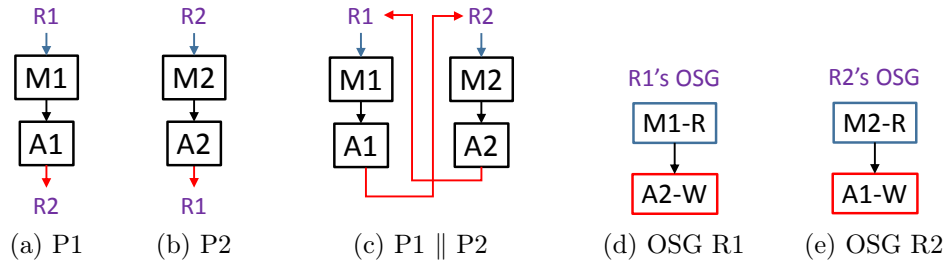 R1
M1
A1
R2
(a) P1
R2
M2
A2
R1
(b) P2
R1
R2
M1
M2
A1
A2
(c) P1 ∥ P2
R1's OSG
M1-R
A2-W
(d) OSG R1
R2's OSG
M2-R
A1-W
(e) OSG R2